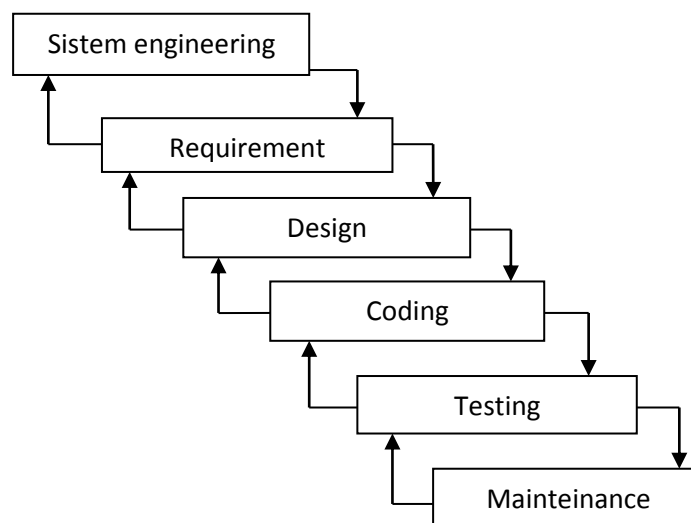 Sistem engineering
Requirement
Design
Coding
Testing
Mainteinance